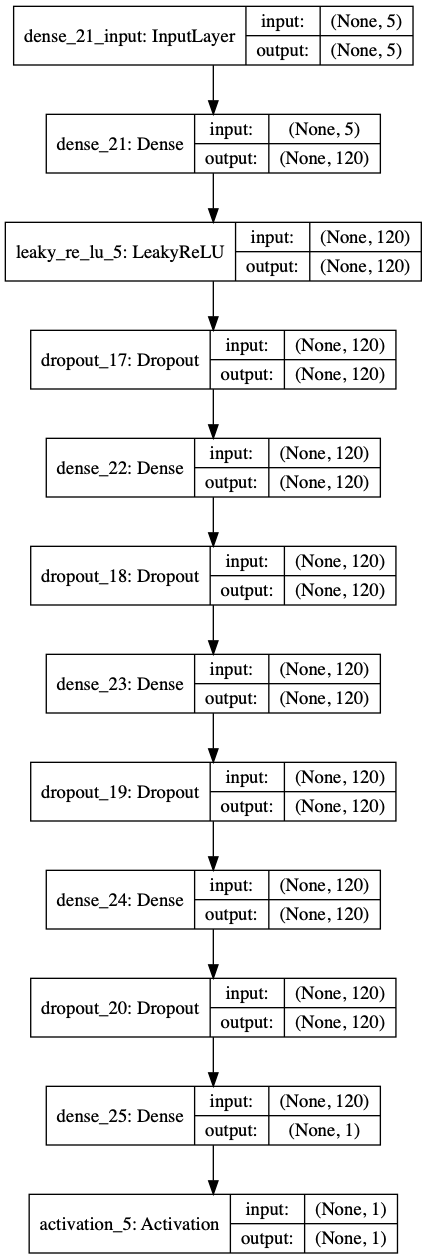 dense_21_input: InputLayer
input: (None, 5)
output: (None, 5)
dense_21: Dense
input: (None, 5)
output: (None, 120)
leaky_re_lu_5: LeakyReLU
input: (None, 120)
output: (None, 120)
dropout_17: Dropout
input: (None, 120)
output: (None, 120)
dense_22: Dense
input: (None, 120)
output: (None, 120)
dropout_18: Dropout
input: (None, 120)
output: (None, 120)
dense_23: Dense
input: (None, 120)
output: (None, 120)
dropout_19: Dropout
input: (None, 120)
output: (None, 120)
dense_24: Dense
input: (None, 120)
output: (None, 120)
dropout_20: Dropout
input: (None, 120)
output: (None, 120)
dense_25: Dense
input: (None, 120)
output: (None, 1)
activation_5: Activation
input: (None, 1)
output: (None, 1)